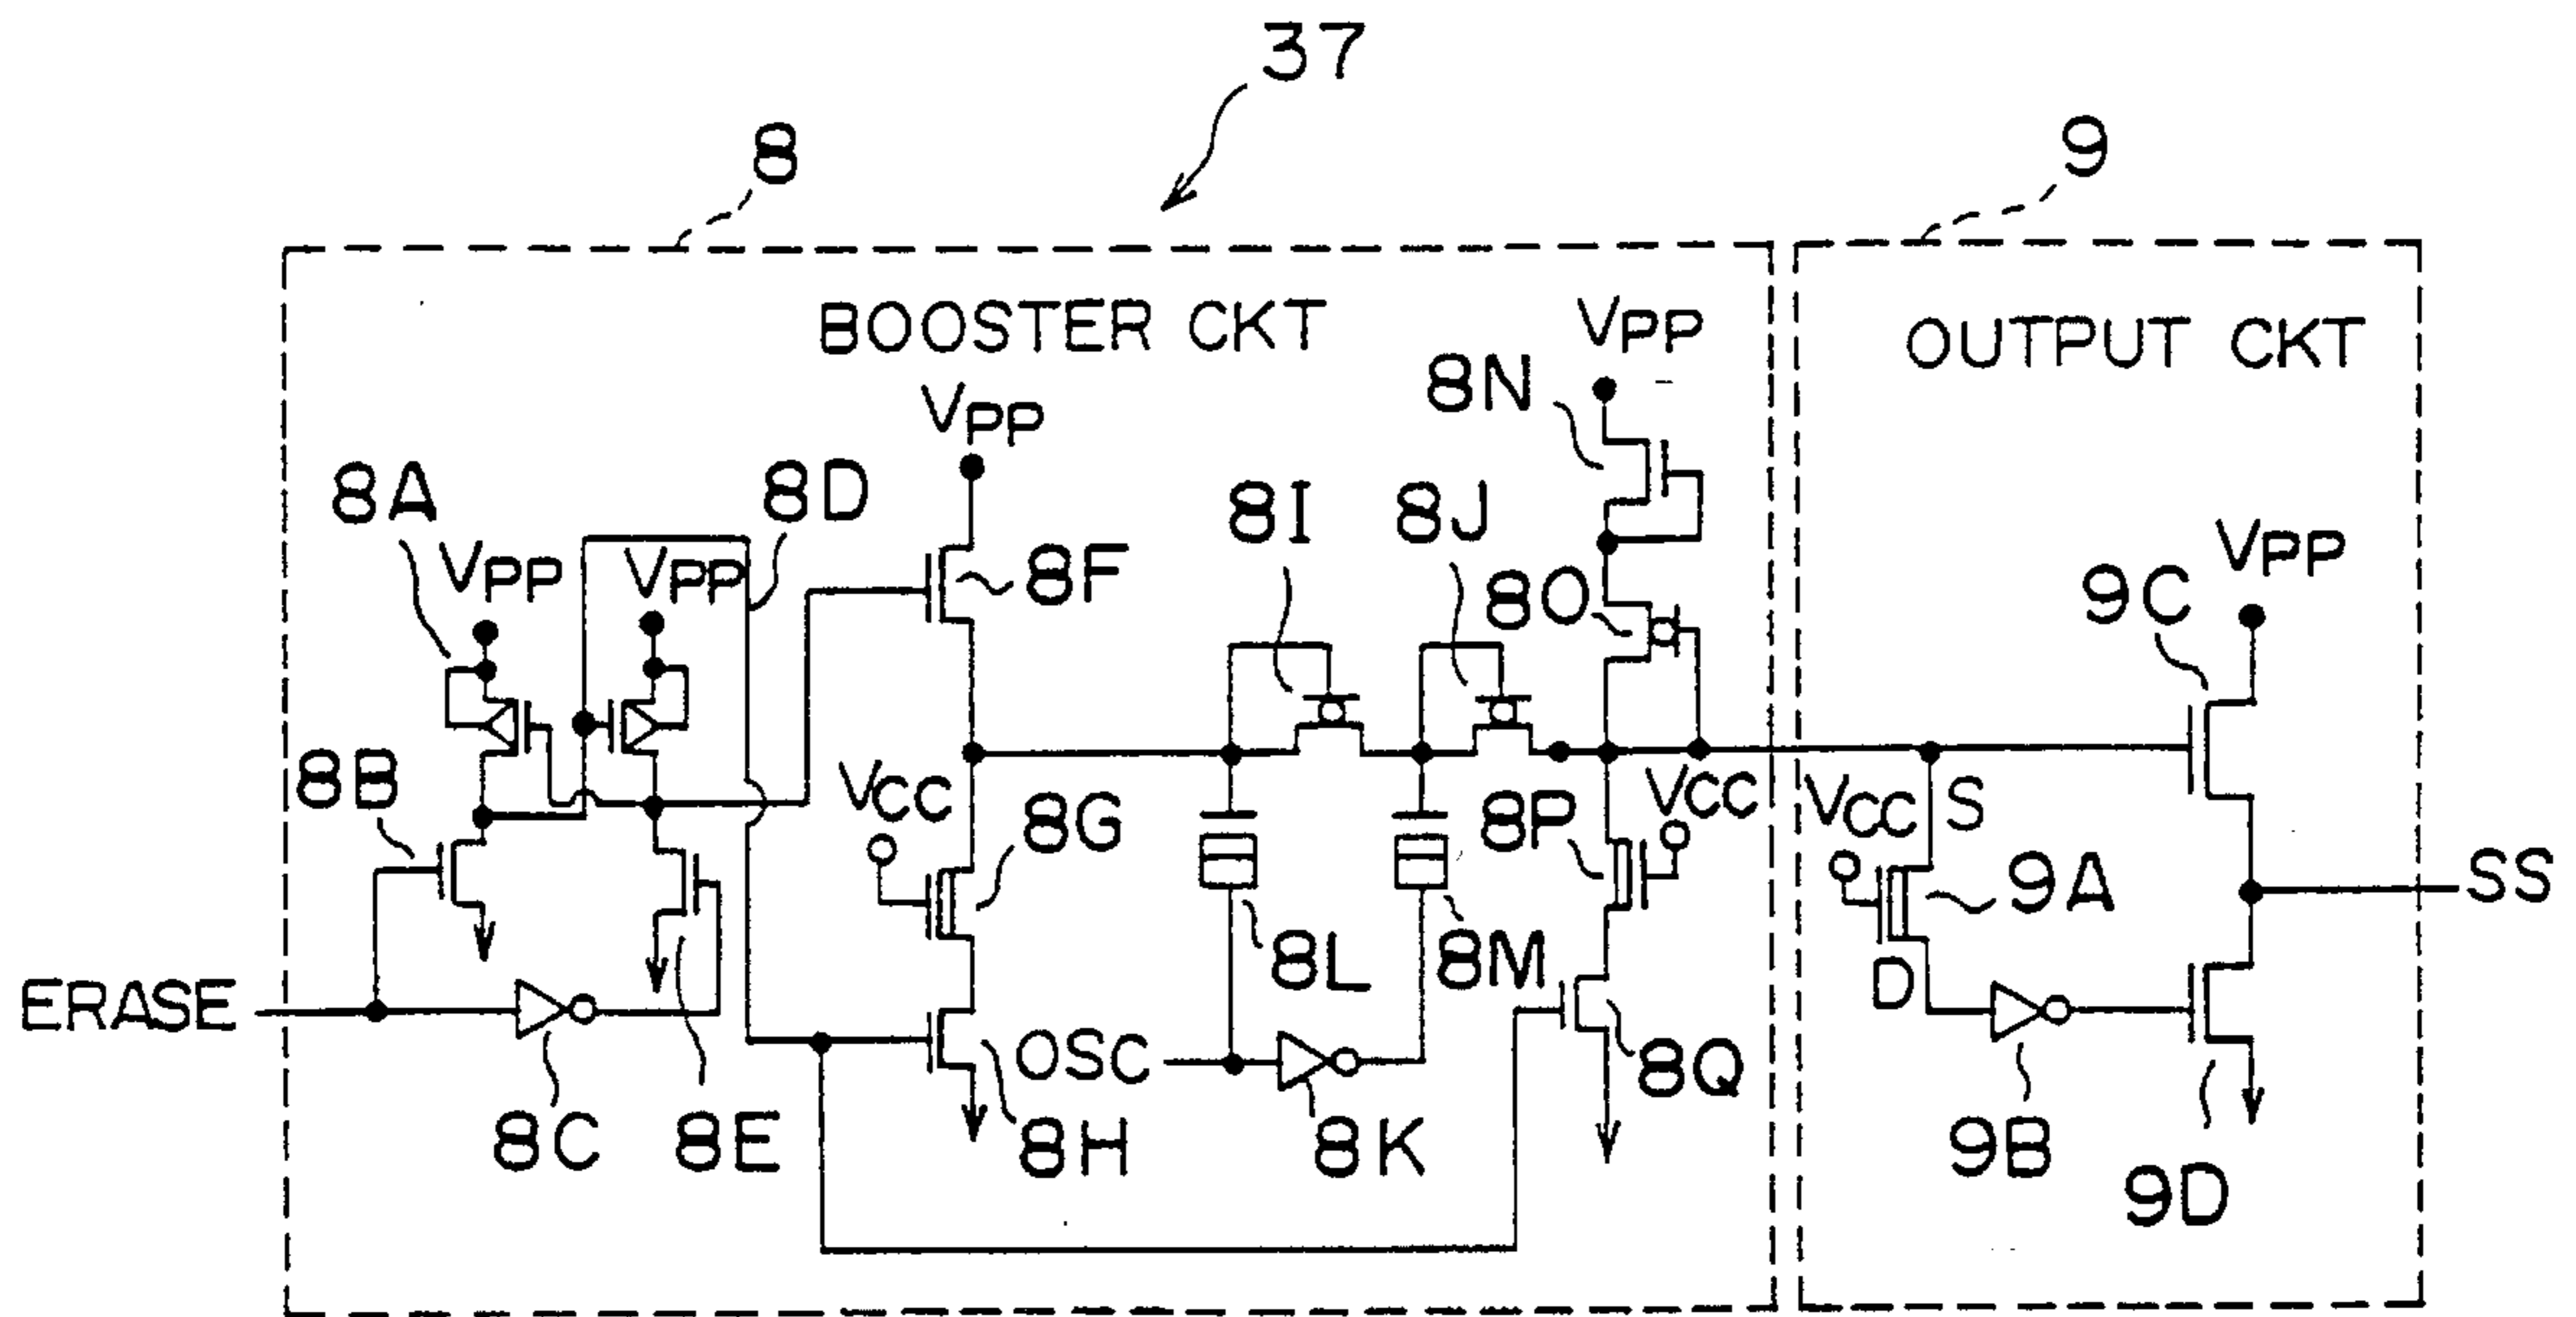 37
8
9
BOOSTER CKT
OUTPUT CKT
VPP
8N
VPP
8A
8D
8I
8J
VPP
VPP
VPP
8F
8O
9C
VPP
8B
VCC
8G
8P
VCC
VCC
S
9A
SS
8L
8M
D
ERASE
OSC
8Q
8C
8E
8H
8K
9B
9D